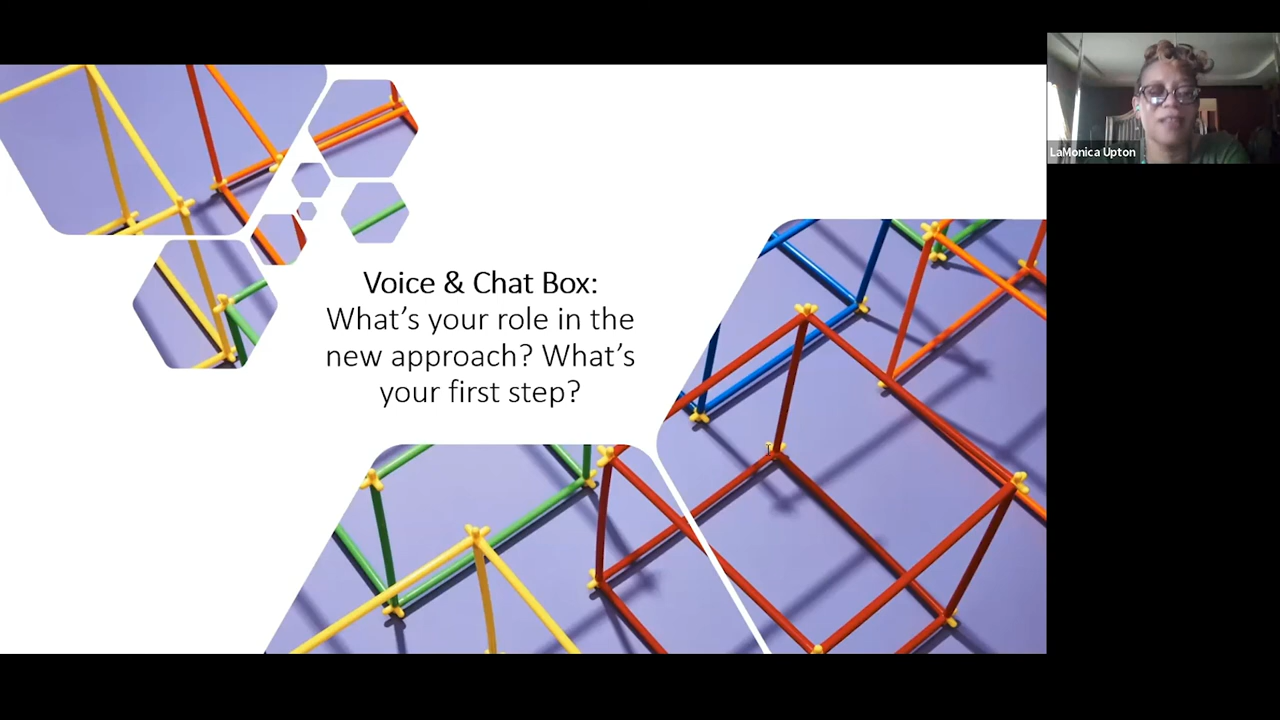 LaMonica Upton
Voice & Chat Box:
What’s your role in the
new approach? What’s
your first step?